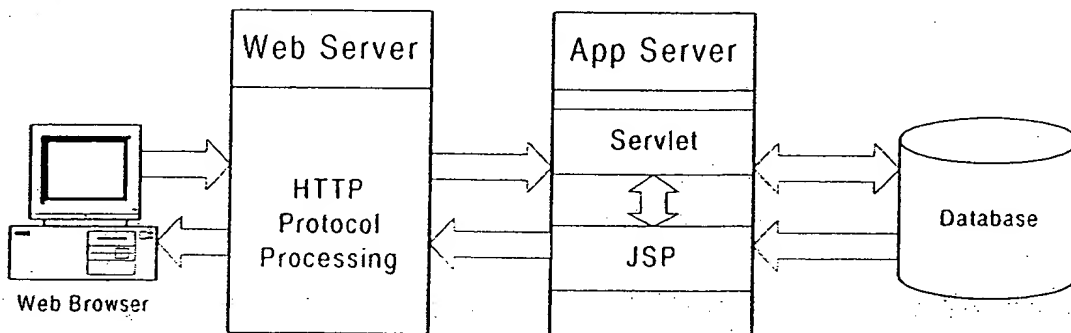 Web Server
App Server
Servlet
HTTP
Protocol
Processing
JSP
Database
Web Browser